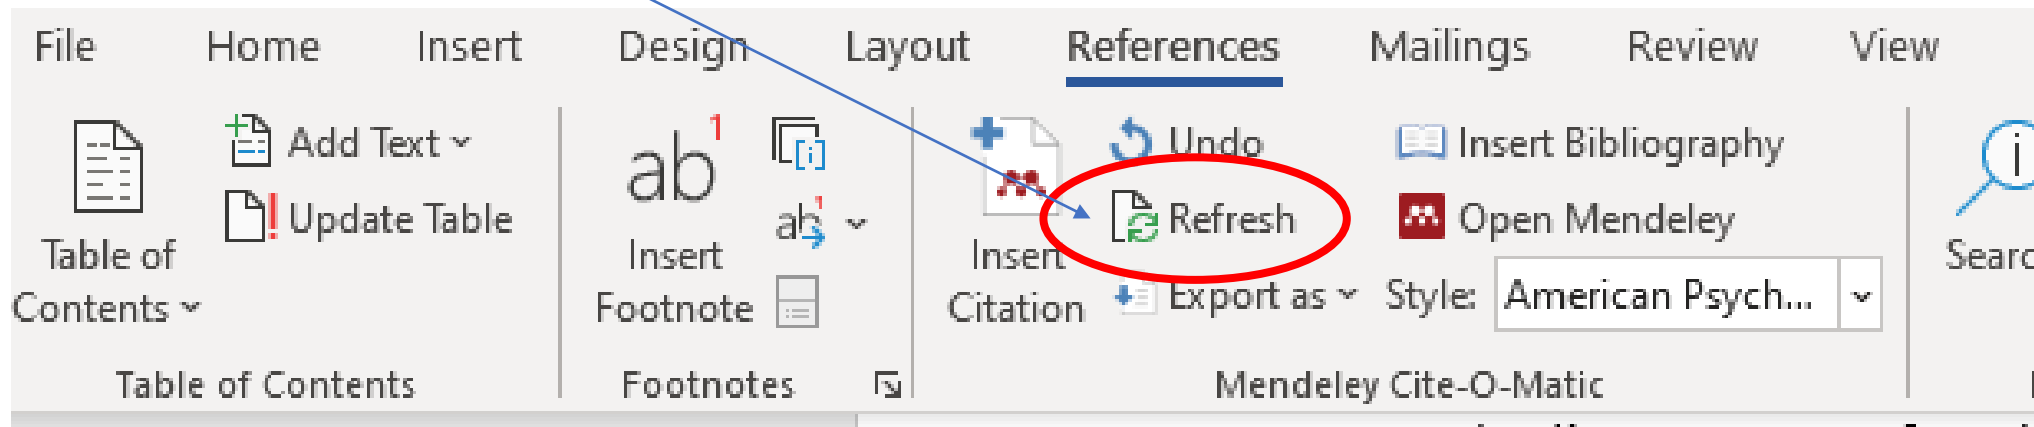 File Home Insert Design Layout References Mailings Review View
Add Text
Update Table
Table of
Contents
Table of Contents
ab1
Insert
Footnote
ab1
Footnotes
Insert
Citation
Undo
Refresh
Export as
Insert Bibliography
Open Mendeley
Style: American Psych...
Mendeley Cite-O-Matic